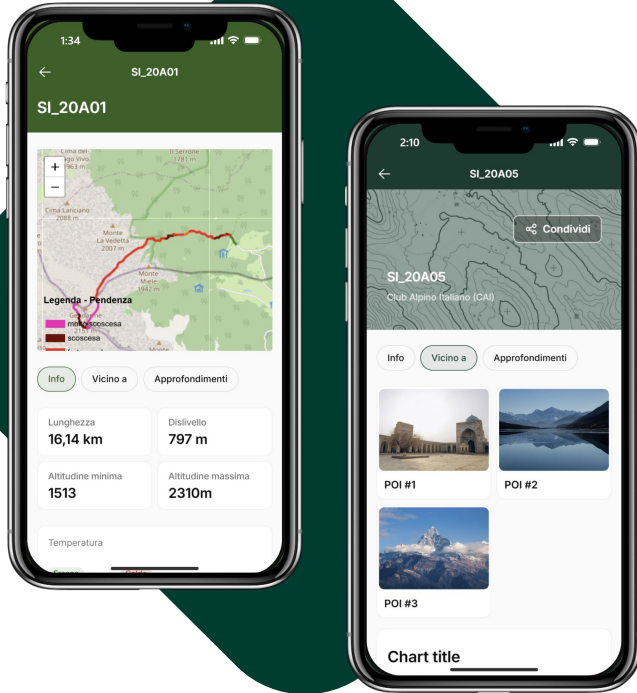 1:34
SI_20A01
SI_20A01
Cima del
1963 m
Il Serrone
1781 m
+
−
Cima Lanciano
2088 m
Monte
La Vedetta
2007 m
Monte
Miele
1942 m
Legenda - Pendenza
scoscesa
Info
Vicino a
Approfondimenti
Lunghezza
16,14 km
Dislivello
797 m
Altitudine minima
1513
Altitudine massima
2310m
Temperatura
2:10
SI_20A05
Condividi
SI_20A05
Club Alpino Italiano (CAI)
Info
Vicino a
Approfondimenti
POI #1
POI #2
POI #3
Chart title